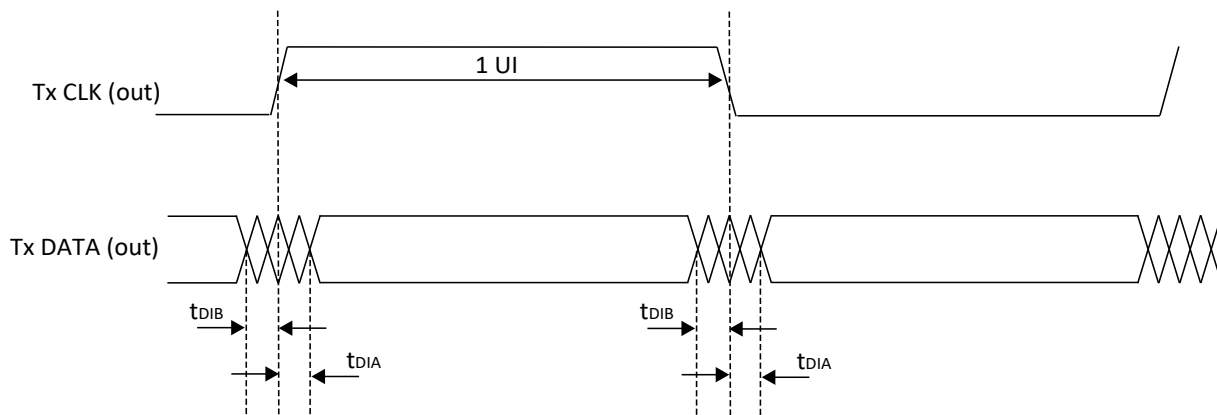 1 UI
Tx CLK (out)
Tx DATA (out)
tDIB
tDIB
tDIA
tDIA